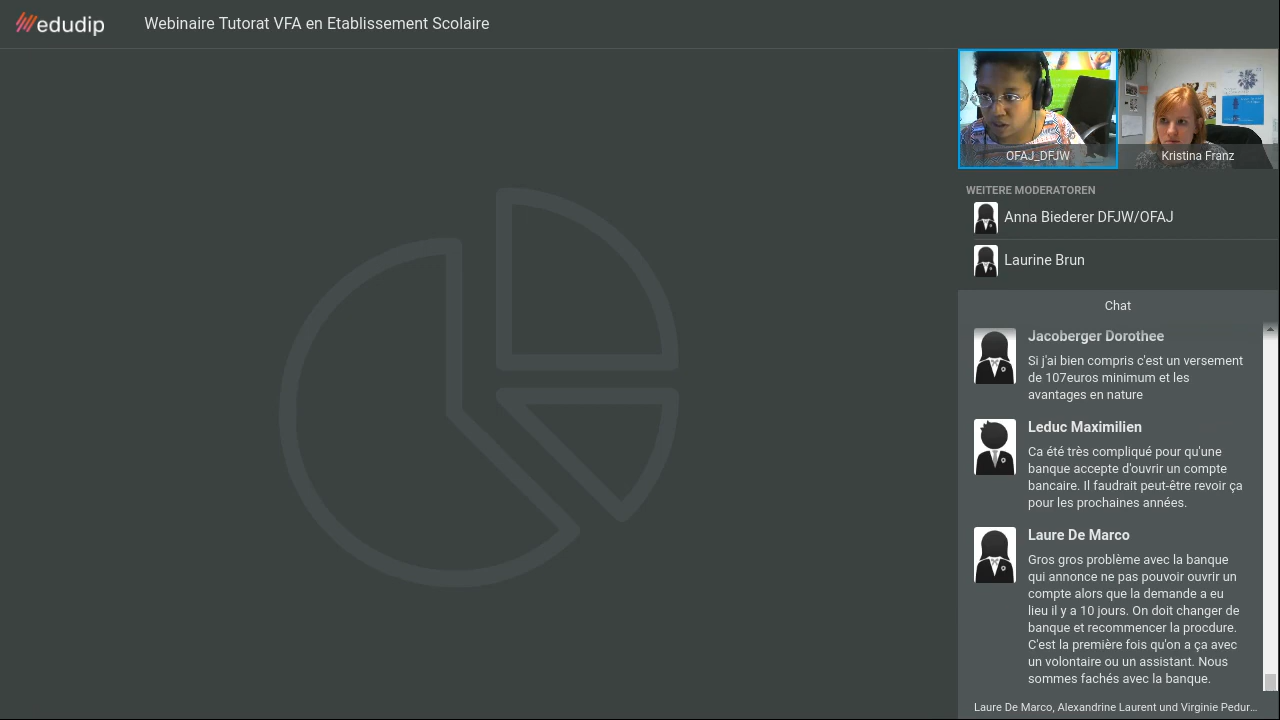 edudip
Webinaire Tutorat VFA en Etablissement Scolaire
OFAJ_DFJW
Kristina Franz
WEITERE MODERATOREN
Anna Biederer DFJW/OFAJ
Laurine Brun
Chat
Jacoberger Dorothee
Si j'ai bien compris c'est un versement
de 107euros minimum et les
avantages en nature
Leduc Maximilien
Ca été très compliqué pour qu'une
banque accepte d'ouvrir un compte
bancaire. Il faudrait peut-être revoir ça
pour les prochaines années.
Laure De Marco
Gros gros problème avec la banque
qui annonce ne pas pouvoir ouvrir un
compte alors que la demande a eu
lieu il y a 10 jours. On doit changer de
banque et recommencer la procdure.
C'est la première fois qu'on a ça avec
un volontaire ou un assistant. Nous
sommes fachés avec la banque.
Laure De Marco, Alexandrine Laurent und Virginie Pedur...